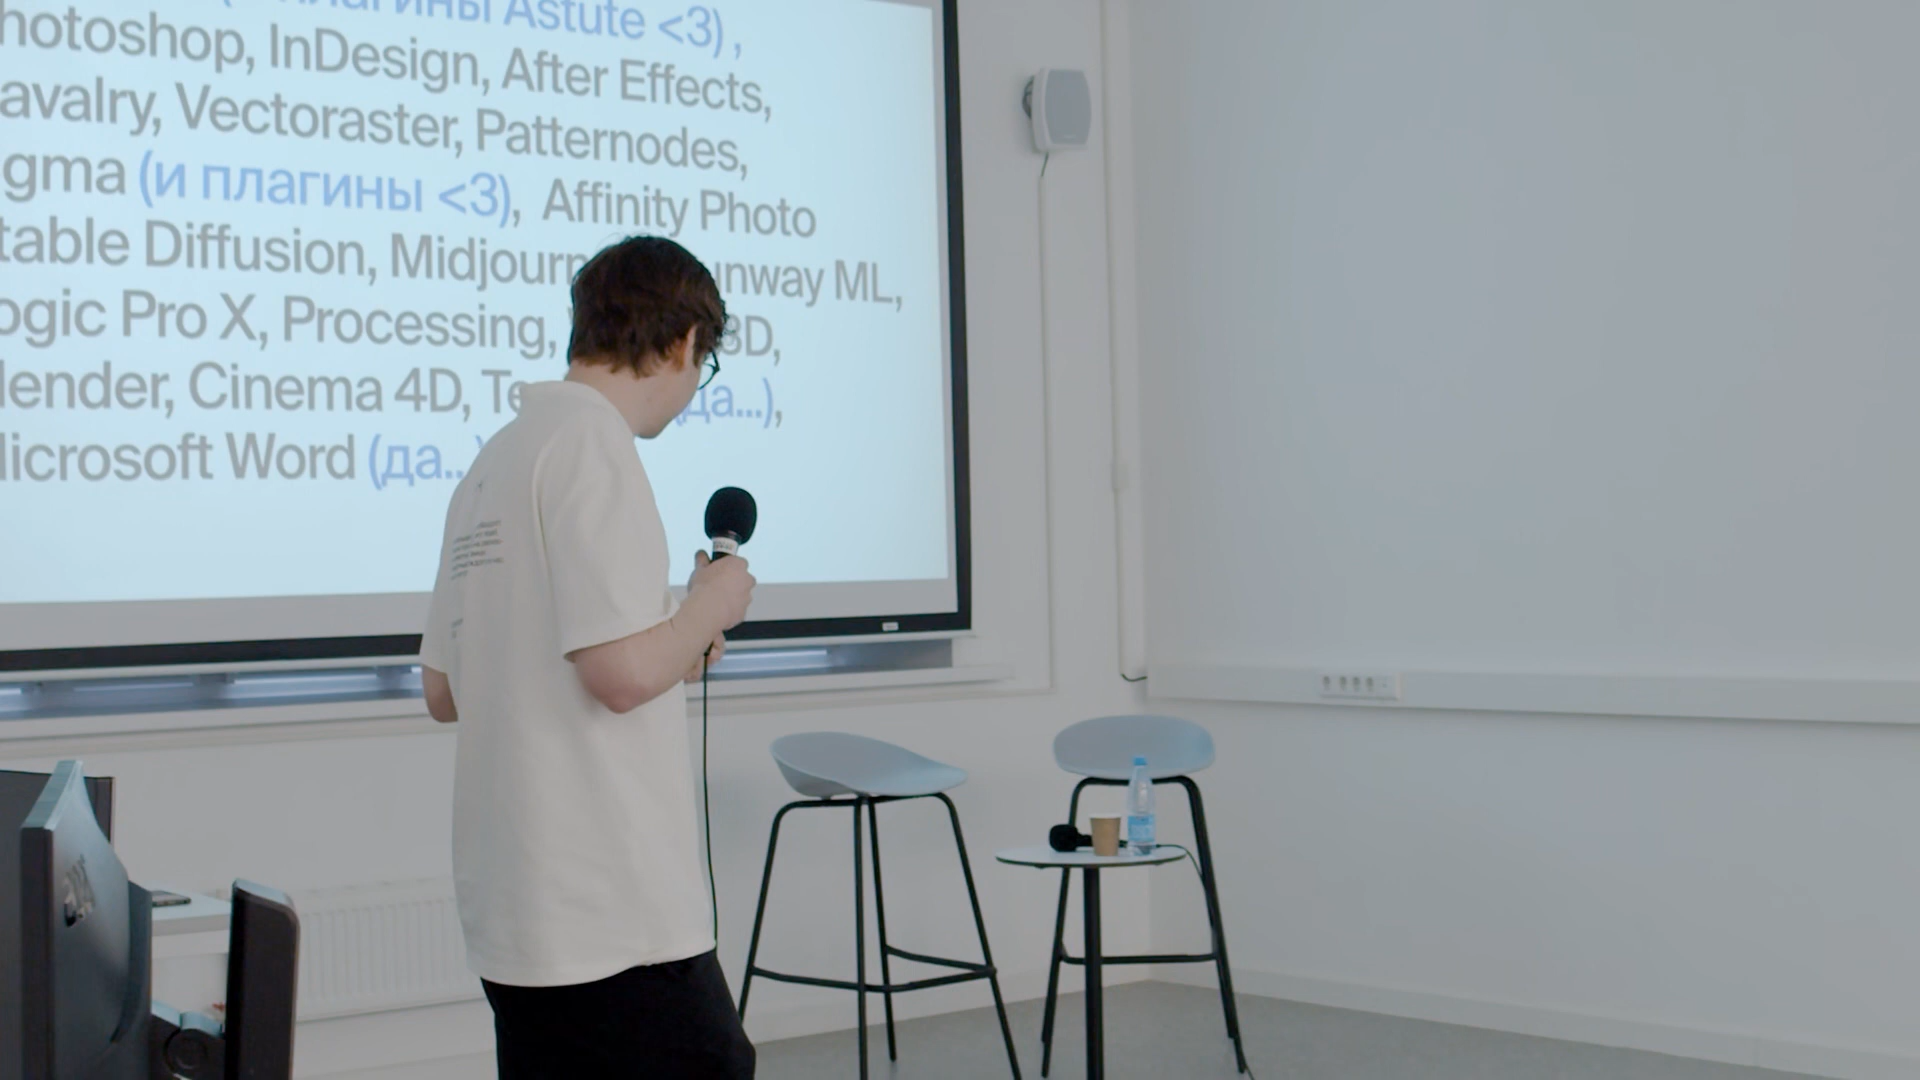 плагины Astute <3),
hotoshop, InDesign, After Effects,
avalry, Vectoraster, Patternodes,
gma (и плагины <3), Affinity Photo
table Diffusion, Midjourn unway ML,
ogic Pro X, Processing, 3D,
lender, Cinema 4D, Te (да...),
icrosoft Word (да..